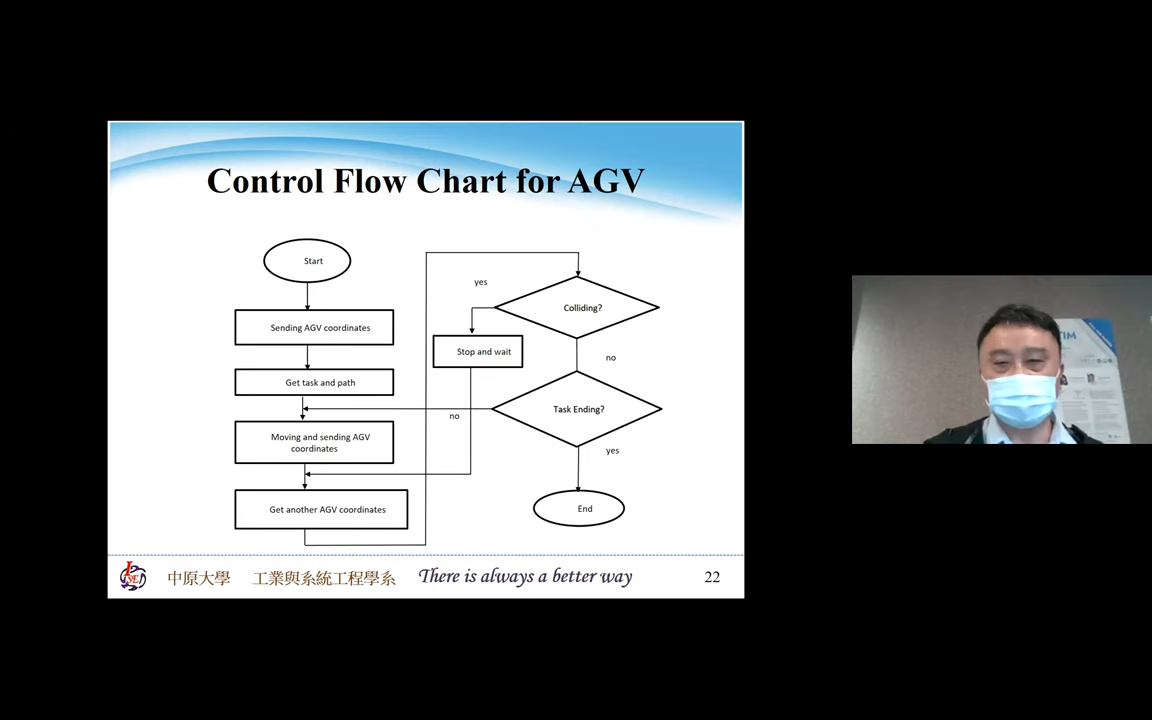 Control Flow Chart for AGV
Start
Sending AGV coordinates
Get task and path
Moving and sending AGV
coordinates
Get another AGV coordinates
yes
Colliding?
Stop and wait
no
Task Ending?
no
yes
End
中原大學 工業與系統工程學系 There is always a better way 22